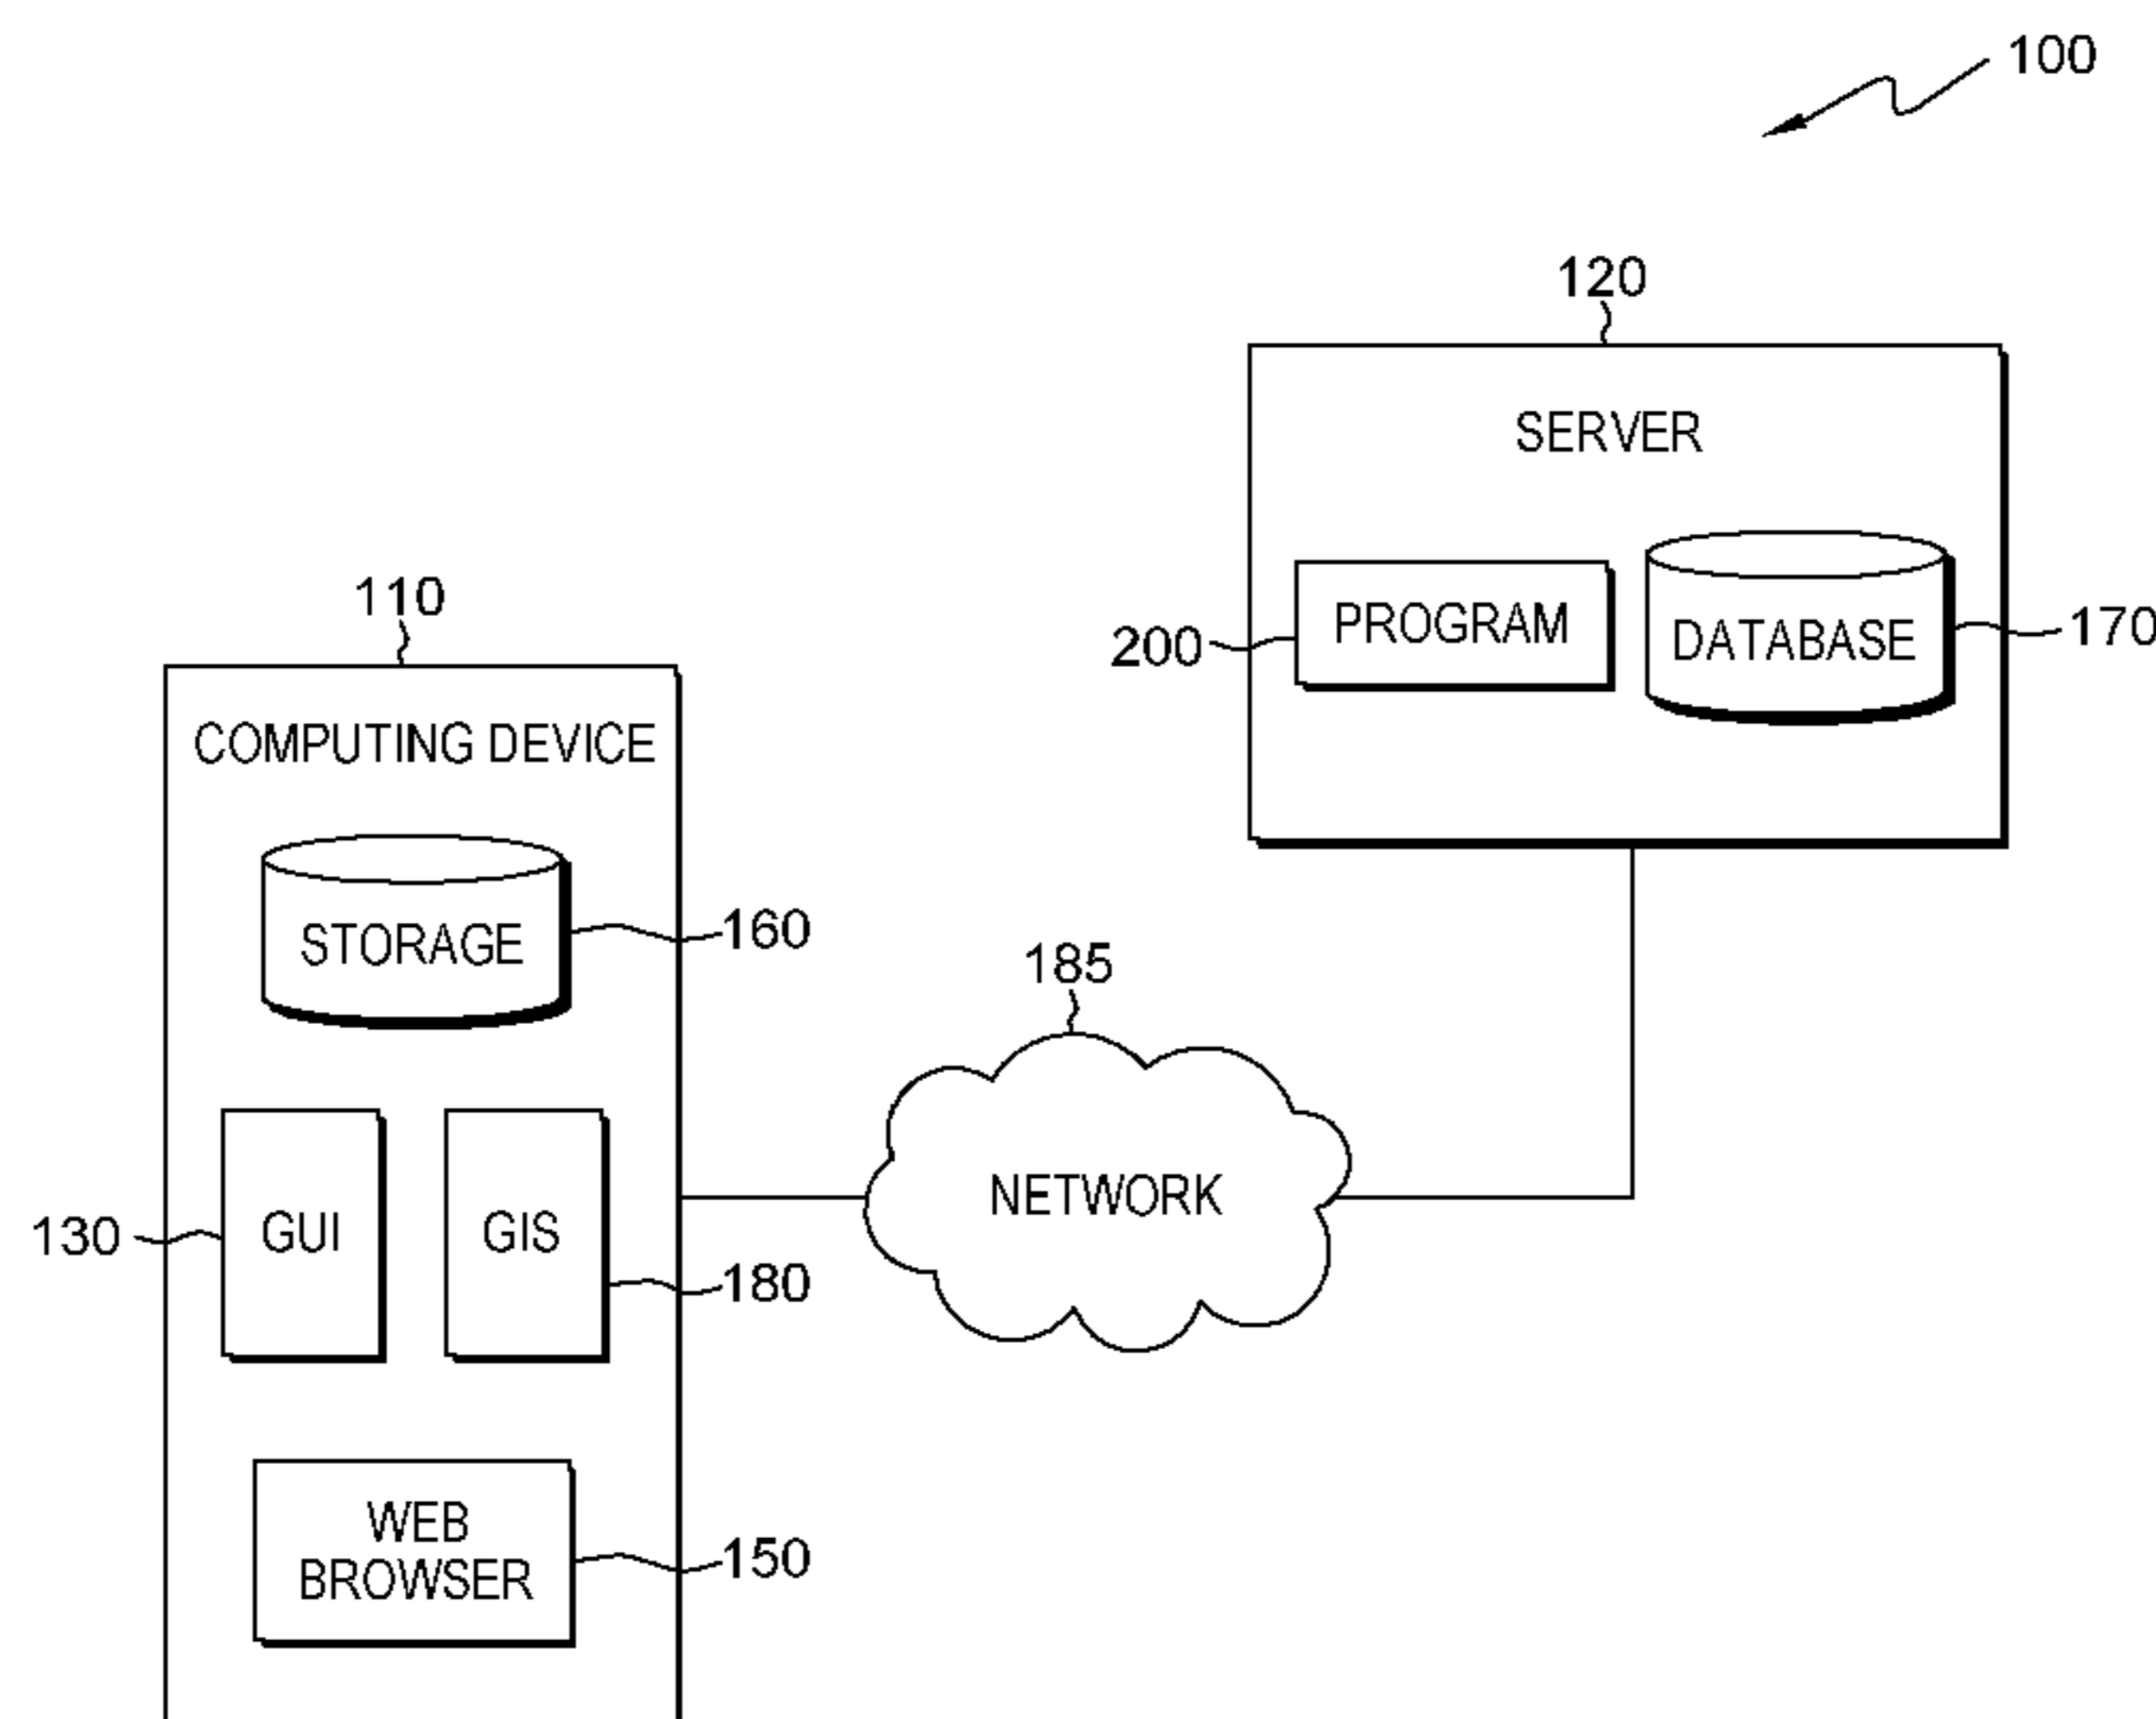 100
120
SERVER
PROGRAM
DATABASE
200
170
110
COMPUTING DEVICE
STORAGE
160
185
NETWORK
GUI
GIS
130
180
WEB
BROWSER
150